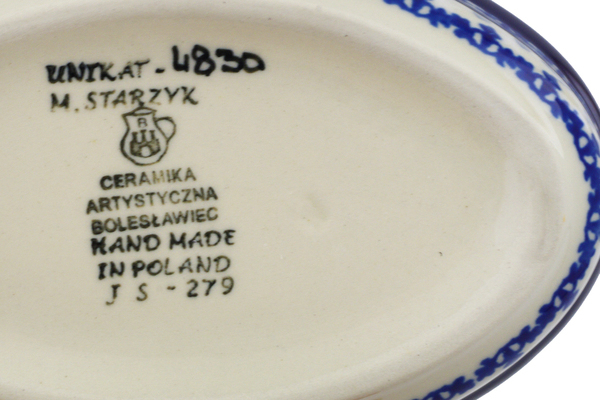 UNIKAT - 4830
M. STARZYK
B
CERAMIKA
ARTYSTYCZNA
BOLESŁAWIEC
HAND MADE
IN POLAND
J S - 279